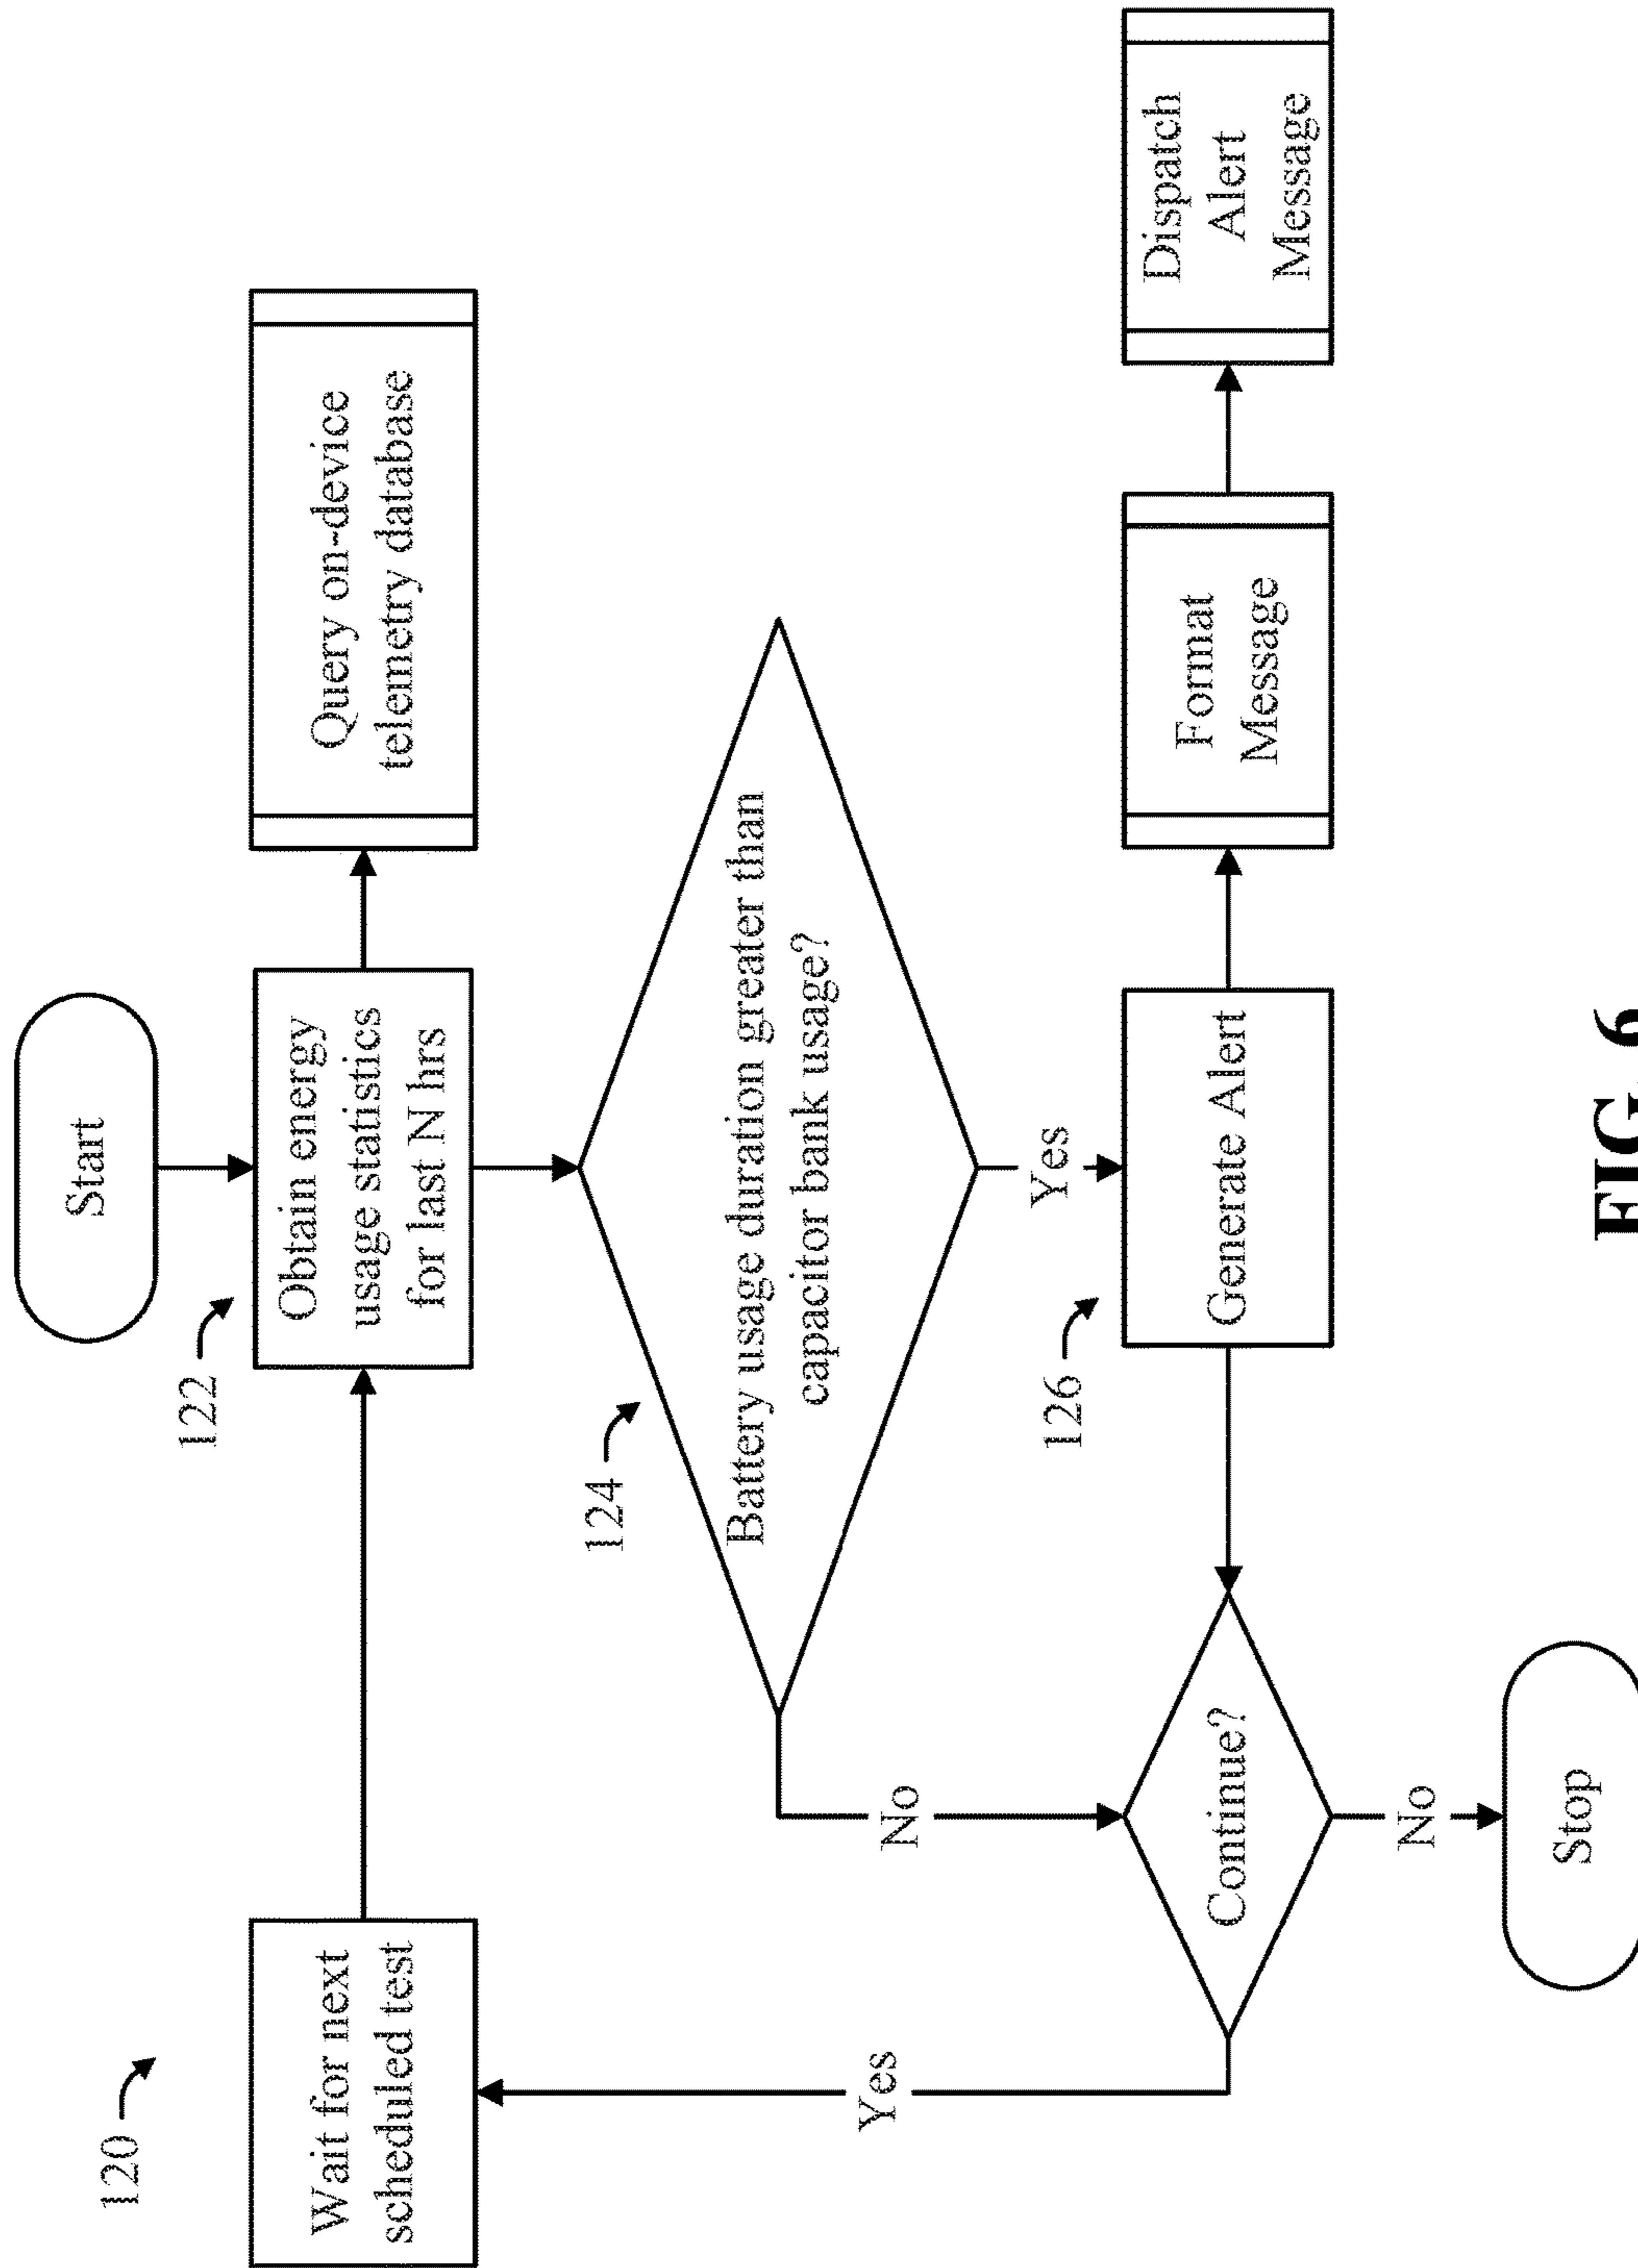 120
Start
122
Wait for next
scheduled test
Obtain energy
usage statistics
for last N hrs
Query on-device
telemetry database
124
Battery usage duration greater than
capacitor bank usage?
No
Yes
Yes
126
Continue?
Generate Alert
Format
Message
Dispatch
Alert
Message
No
Stop
FIG. 6